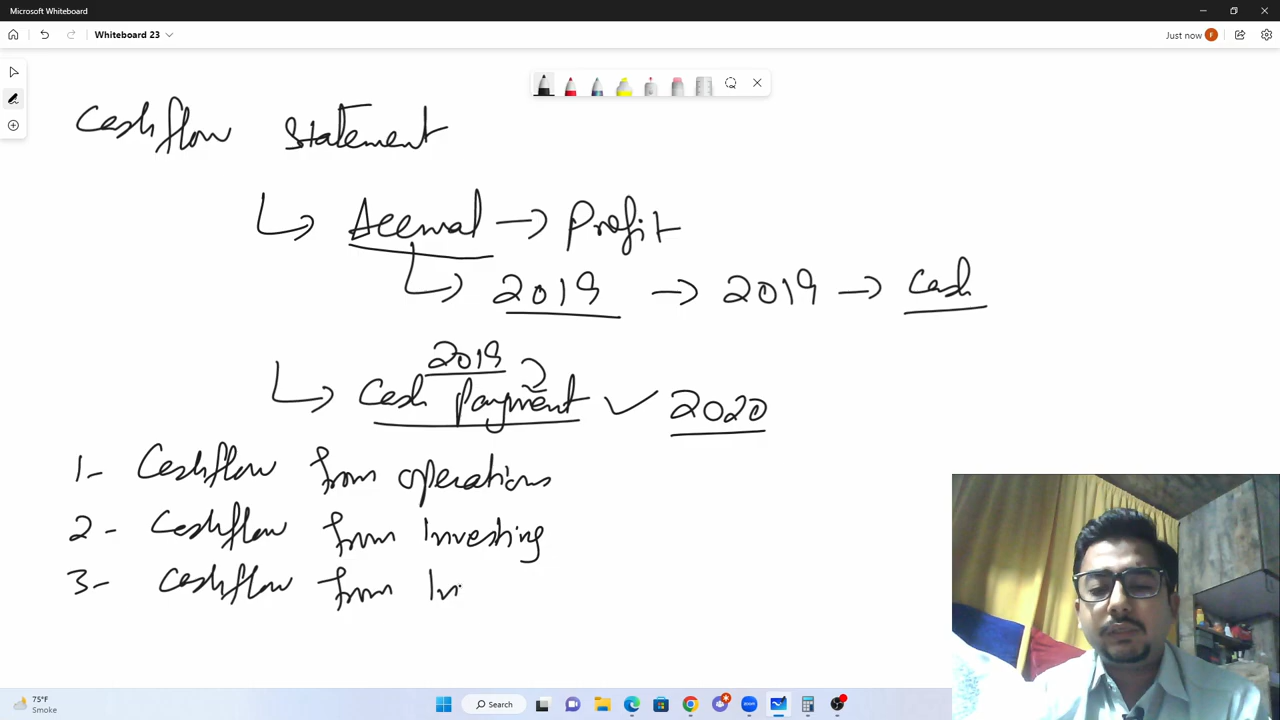 Microsoft Whiteboard
Whiteboard 23
Just now
F
Cashflow Statement
Accrual → Profit
2019 → 2019 → Cash
2019
Cash Payment ✓ 2020
1- Cashflow from operations
2- Cashflow from Investing
3- Cashflow from
75°F
Smoke
Search
zoom